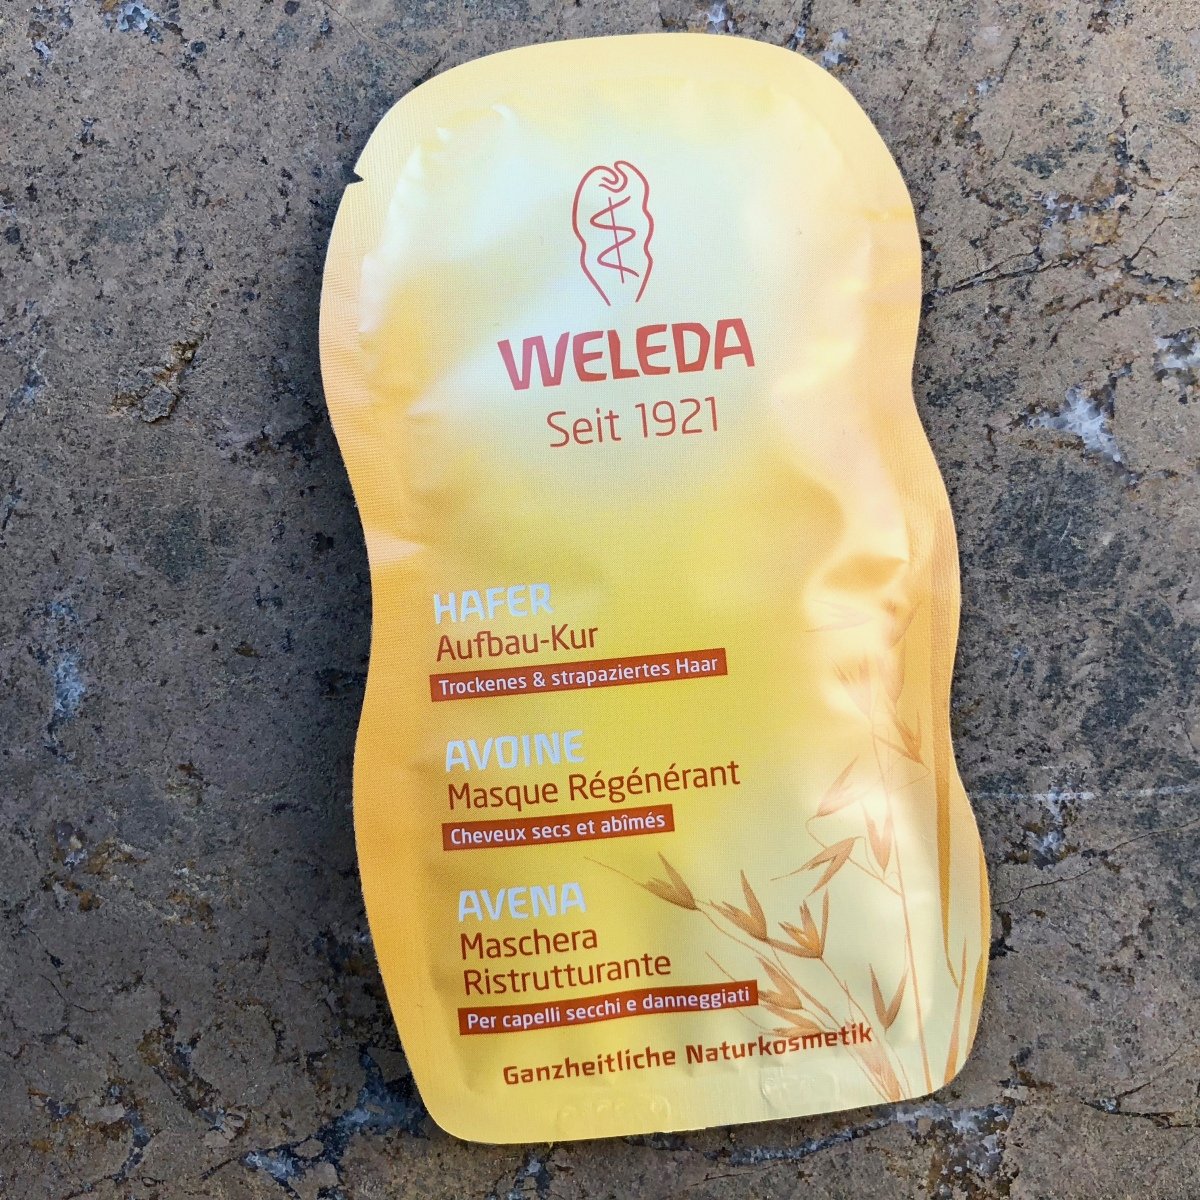 WELEDA
Seit 1921
HAFER
Aufbau-Kur
Trockenes & strapaziertes Haar
AVOINE
Masque Régénérant
Cheveux secs et abîmés
AVENA
Maschera
Ristrutturante
Per capelli secchi e danneggiati
Ganzheitliche Naturkosmetik